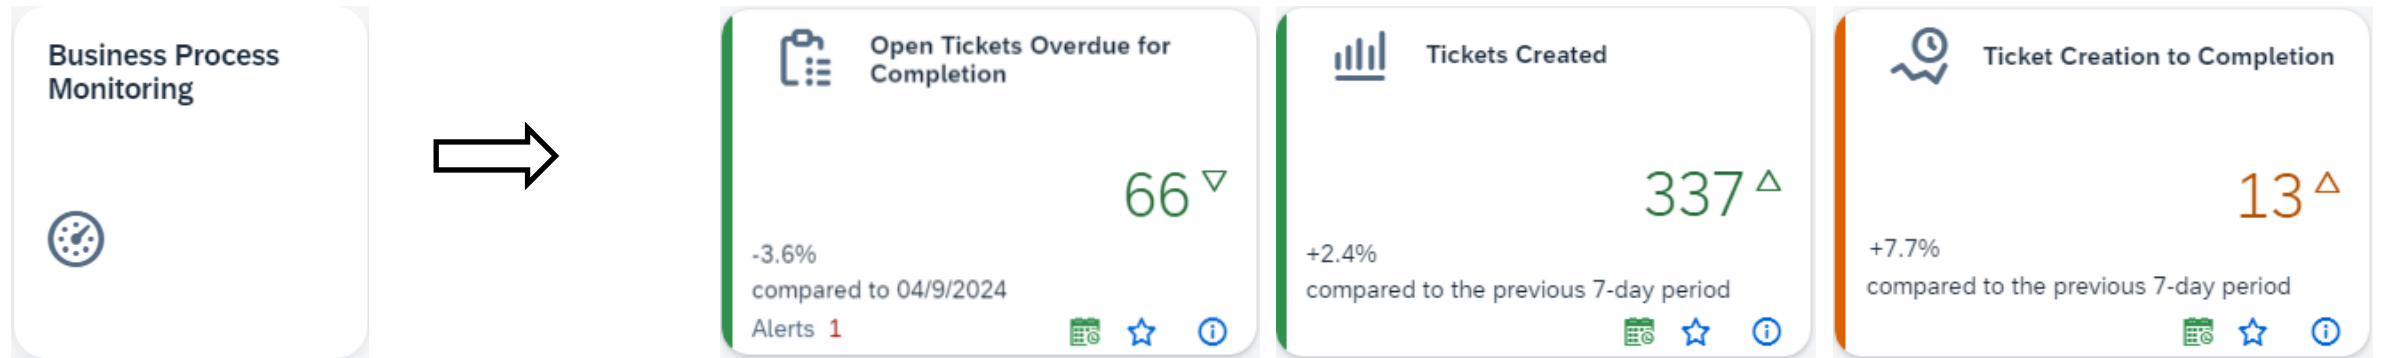 Business Process
Monitoring
Open Tickets Overdue for
Completion
66
-3.6%
compared to 04/9/2024
Alerts 1
Tickets Created
337
+2.4%
compared to the previous 7-day period
Ticket Creation to Completion
13
+7.7%
compared to the previous 7-day period